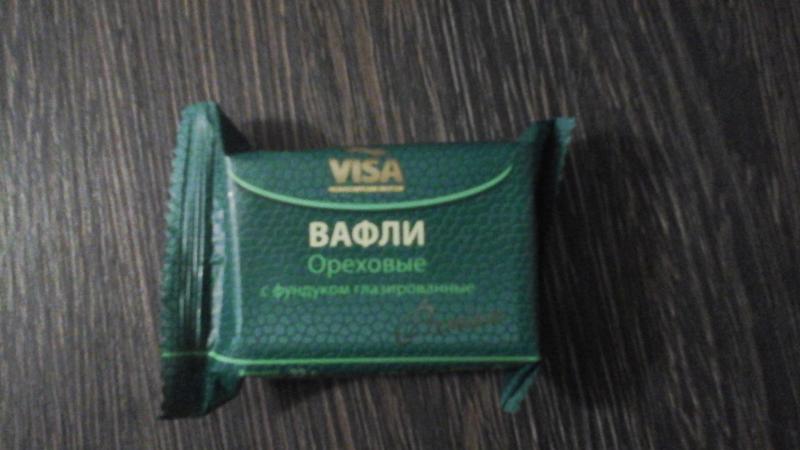 VISA
ВАФЛИ
Ореховые
с фундуком глазированные